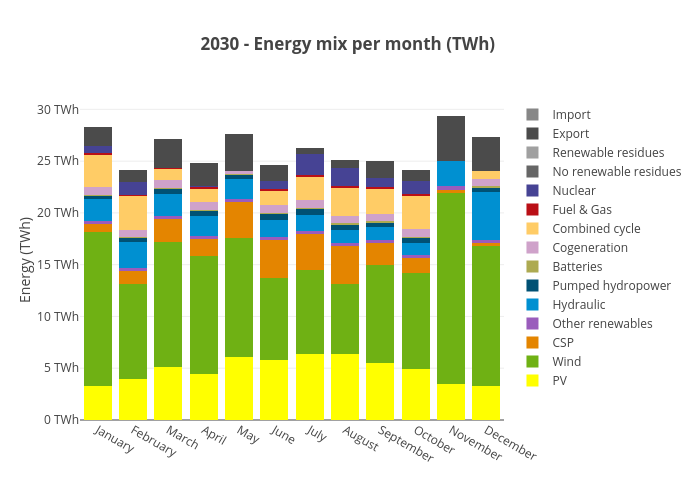 2030 - Energy mix per month (TWh)
30 TWh
25 TWh
20 TWh
15 TWh
10 TWh
5 TWh
0 TWh
Energy (TWh)
January
February
March
April
May
June
July
August
September
October
November
December
Import
Export
Renewable residues
No renewable residues
Nuclear
Fuel & Gas
Combined cycle
Cogeneration
Batteries
Pumped hydropower
Hydraulic
Other renewables
CSP
Wind
PV